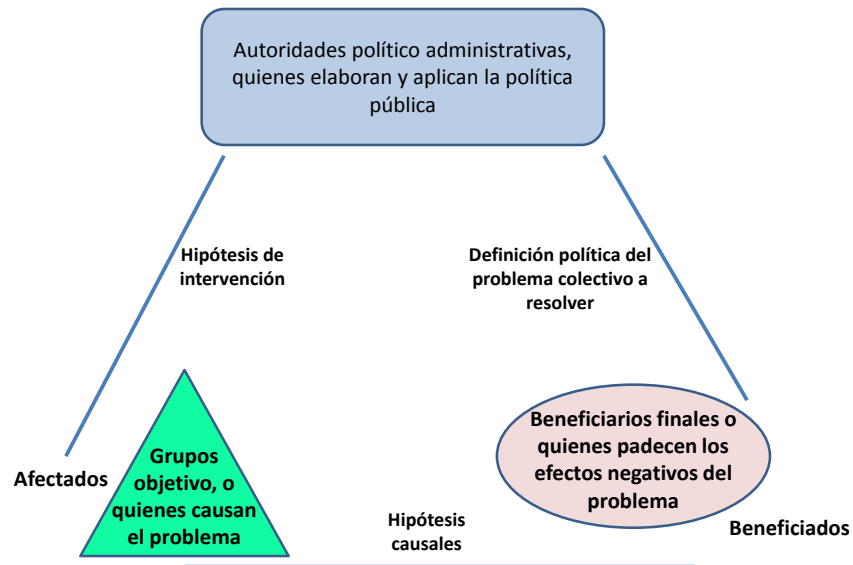 Autoridades político administrativas,
quienes elaboran y aplican la política
pública
Hipótesis de
intervención
Definición política del
problema colectivo a
resolver
Afectados
Grupos
objetivo, o
quienes causan
el problema
Beneficiarios finales o
quienes padecen los
efectos negativos del
problema
Beneficiados
Hipótesis
causales